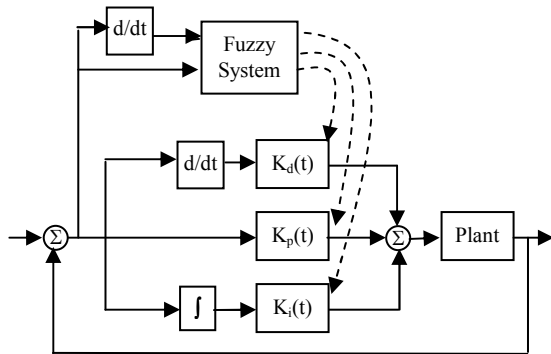 d/dt
Fuzzy
System
d/dt
K_d(t)
Σ
K_p(t)
Σ
Plant
∫
K_i(t)